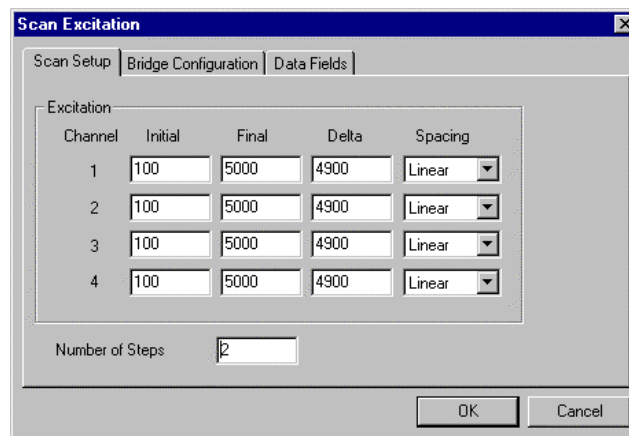 Scan Excitation
Scan Setup Bridge Configuration Data Fields
Excitation
Channel Initial Final Delta Spacing
1 100 5000 4900 Linear
2 100 5000 4900 Linear
3 100 5000 4900 Linear
4 100 5000 4900 Linear
Number of Steps 2
OK Cancel